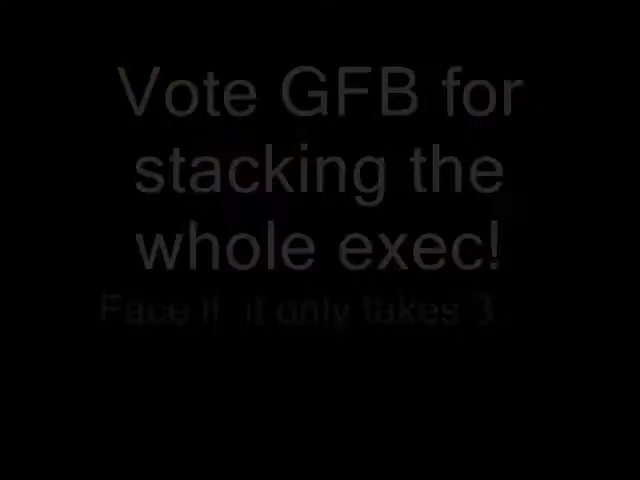 Vote GFB for
stacking the
whole exec!
Face it, it only takes 3.